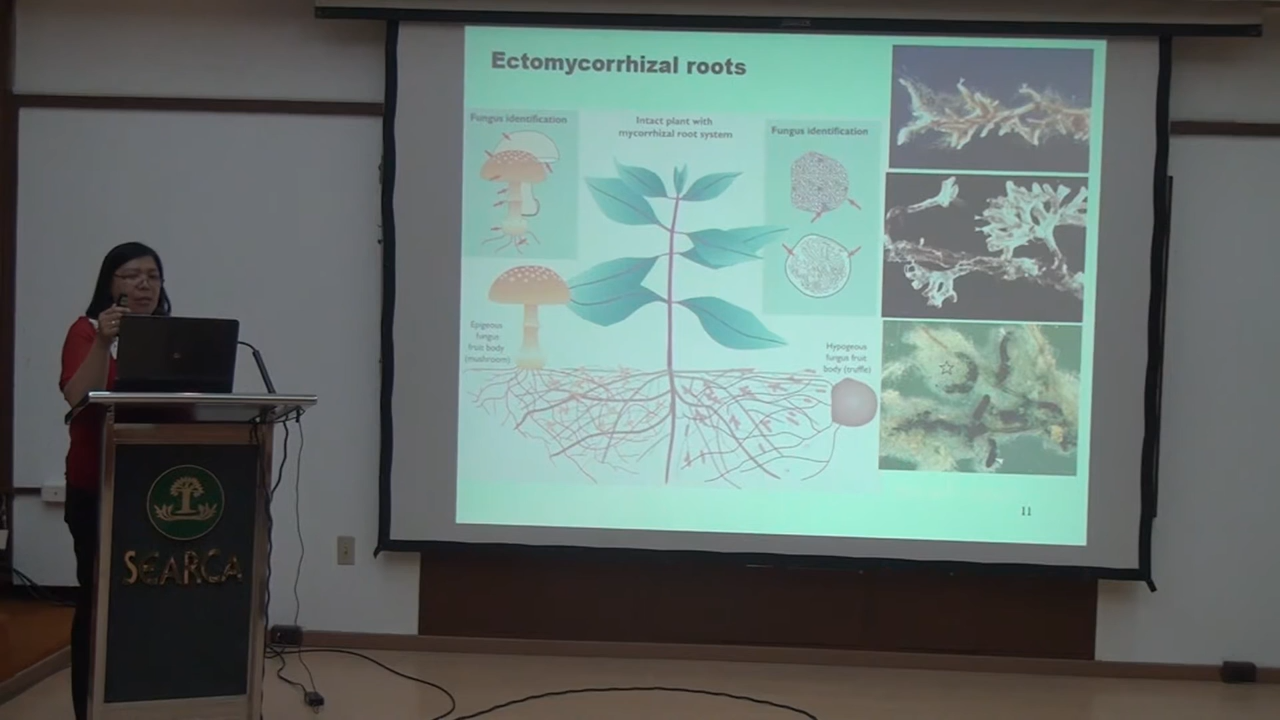 Ectomycorrhizal roots
Fungus identification
Intact plant with
mycorrhizal root system
Fungus identification
Epigeous
fungus
fruit body
(mushroom)
Hypogeous
fungus fruit
body (truffle)
11
SEARCA